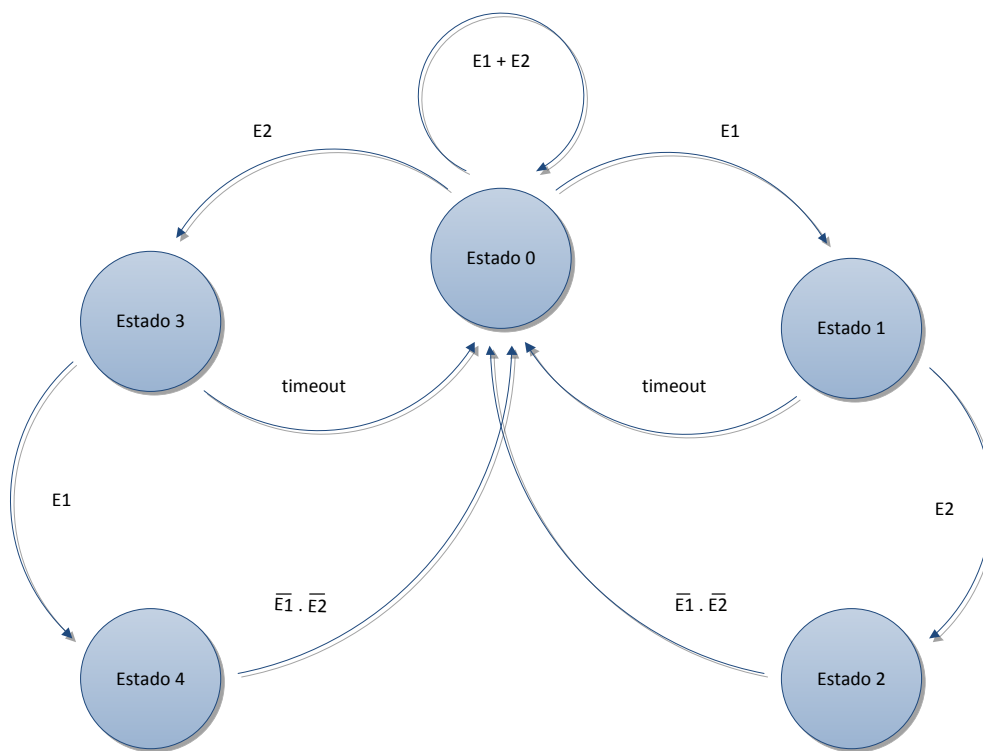 E1 + E2
E2
E1
Estado 0
Estado 3
Estado 1
timeout
timeout
E1
E2
E̅1̅ . E̅2̅
E̅1̅ . E̅2̅
Estado 4
Estado 2